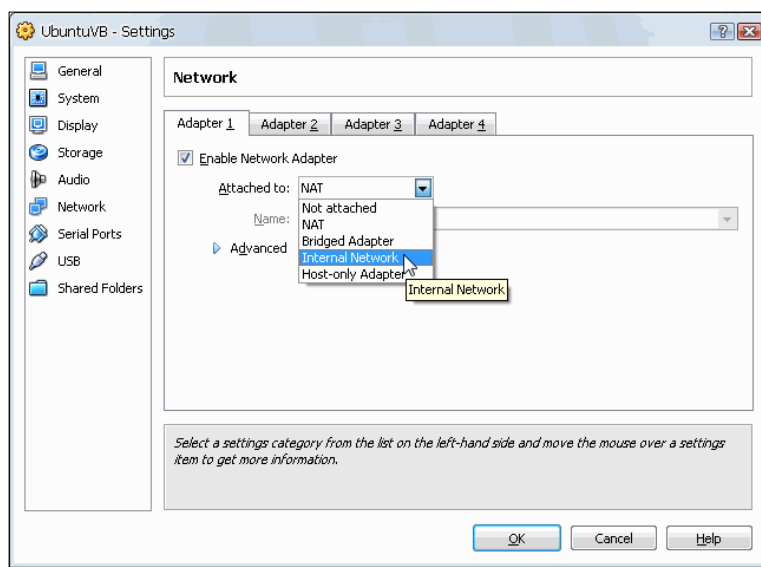 UbuntuVB - Settings
General
System
Display
Storage
Audio
Network
Serial Ports
USB
Shared Folders
Network
Adapter 1 Adapter 2 Adapter 3 Adapter 4
Enable Network Adapter
Attached to: NAT
Not attached
Name:
NAT
Bridged Adapter
Advanced
Internal Network
Host-only Adapter
Internal Network
Select a settings category from the list on the left-hand side and move the mouse over a settings
item to get more information.
OK Cancel Help